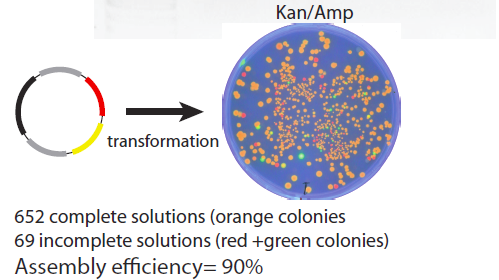 Kan/Amp
transformation
652 complete solutions (orange colonies
69 incomplete solutions (red +green colonies)
Assembly efficiency= 90%